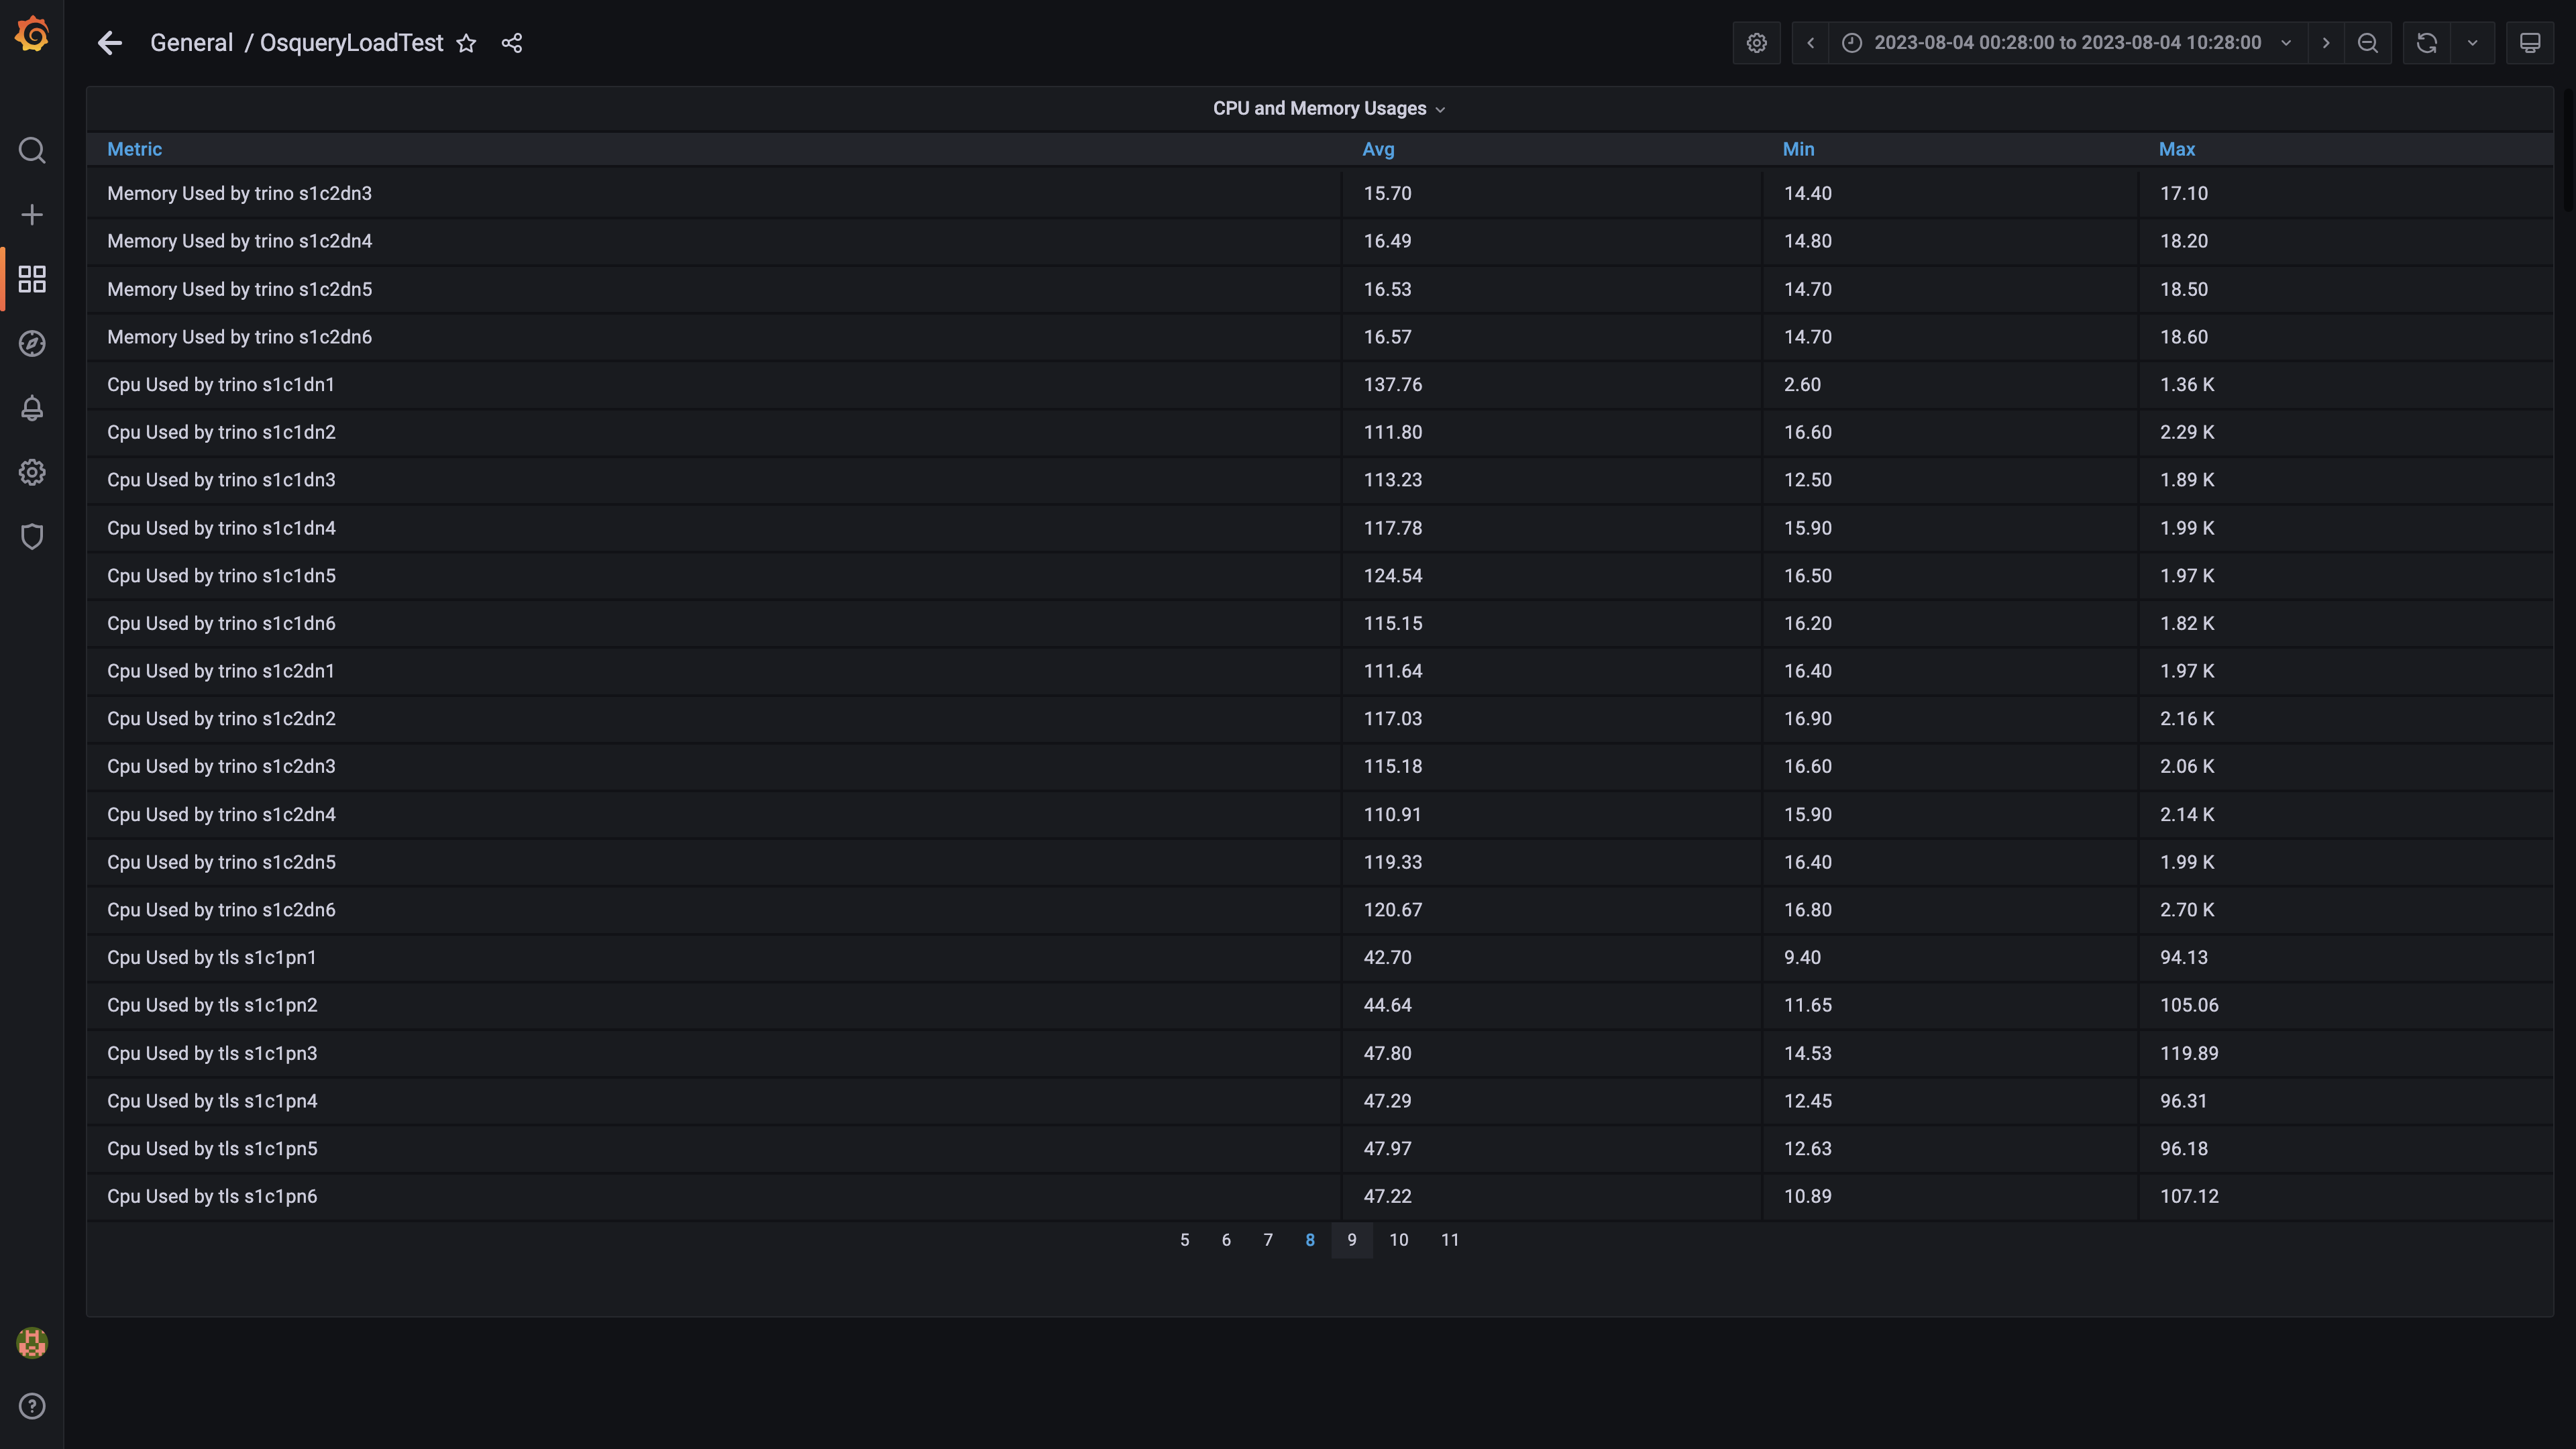 General / OsqueryLoadTest
2023-08-04 00:28:00 to 2023-08-04 10:28:00
CPU and Memory Usages
Metric Avg Min Max
Memory Used by trino s1c2dn3 15.70 14.40 17.10
Memory Used by trino s1c2dn4 16.49 14.80 18.20
Memory Used by trino s1c2dn5 16.53 14.70 18.50
Memory Used by trino s1c2dn6 16.57 14.70 18.60
Cpu Used by trino s1c1dn1 137.76 2.60 1.36 K
Cpu Used by trino s1c1dn2 111.80 16.60 2.29 K
Cpu Used by trino s1c1dn3 113.23 12.50 1.89 K
Cpu Used by trino s1c1dn4 117.78 15.90 1.99 K
Cpu Used by trino s1c1dn5 124.54 16.50 1.97 K
Cpu Used by trino s1c1dn6 115.15 16.20 1.82 K
Cpu Used by trino s1c2dn1 111.64 16.40 1.97 K
Cpu Used by trino s1c2dn2 117.03 16.90 2.16 K
Cpu Used by trino s1c2dn3 115.18 16.60 2.06 K
Cpu Used by trino s1c2dn4 110.91 15.90 2.14 K
Cpu Used by trino s1c2dn5 119.33 16.40 1.99 K
Cpu Used by trino s1c2dn6 120.67 16.80 2.70 K
Cpu Used by tls s1c1pn1 42.70 9.40 94.13
Cpu Used by tls s1c1pn2 44.64 11.65 105.06
Cpu Used by tls s1c1pn3 47.80 14.53 119.89
Cpu Used by tls s1c1pn4 47.29 12.45 96.31
Cpu Used by tls s1c1pn5 47.97 12.63 96.18
Cpu Used by tls s1c1pn6 47.22 10.89 107.12
5 6 7 8 9 10 11